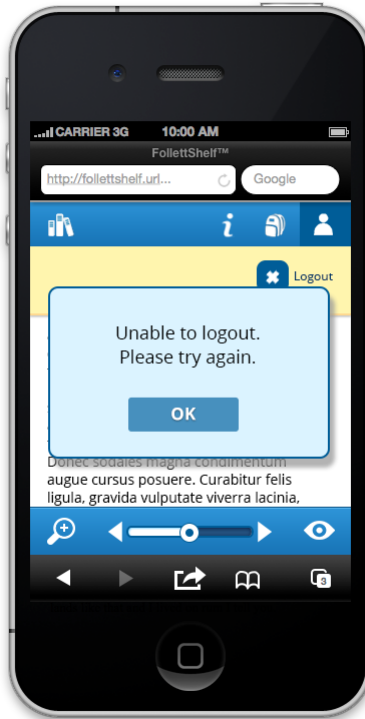 CARRIER 3G 10:00 AM
FollettShelf™
http://follettshelf.url... Google
Logout
Unable to logout.
Please try again.
OK
Donec sodales magna condimentum
augue cursus posuere. Curabitur felis
ligula, gravida vulputate viverra lacinia,
3